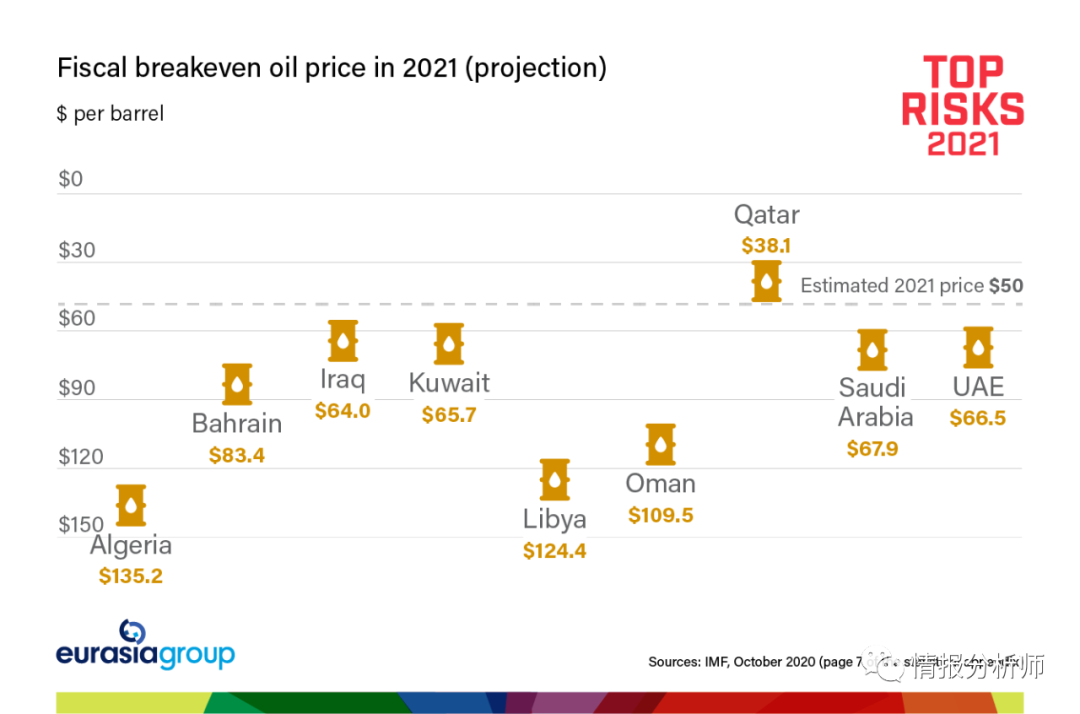 Fiscal breakeven oil price in 2021 (projection)
$ per barrel
TOP
RISKS
2021
$0
$30
$60
$90
$120
$150
Estimated 2021 price $50
Algeria
$135.2
Bahrain
$83.4
Iraq
$64.0
Kuwait
$65.7
Libya
$124.4
Oman
$109.5
Qatar
$38.1
Saudi
Arabia
$67.9
UAE
$66.5
eurasiagroup
Sources: IMF, October 2020 (page 7
情报分析师